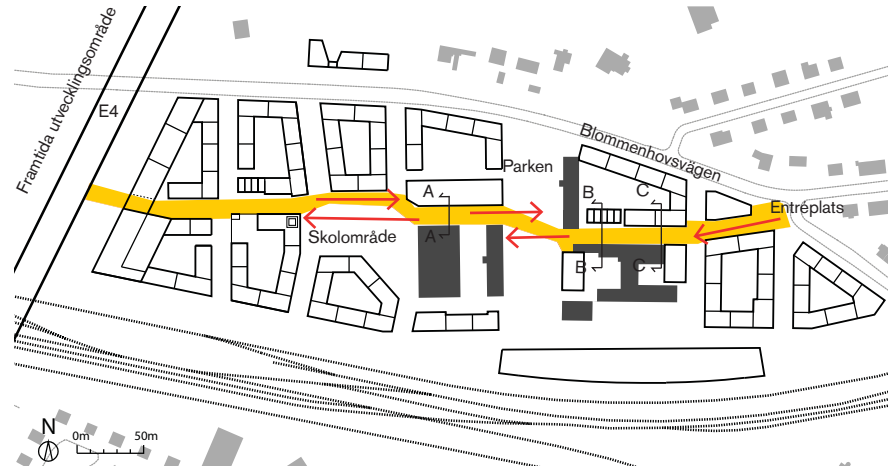 Framtida utvecklingsområde
E4
Blommenhovsvägen
Parken
A
B
C
Entréplats
Skolområde
A
B
C
N
0m
50m